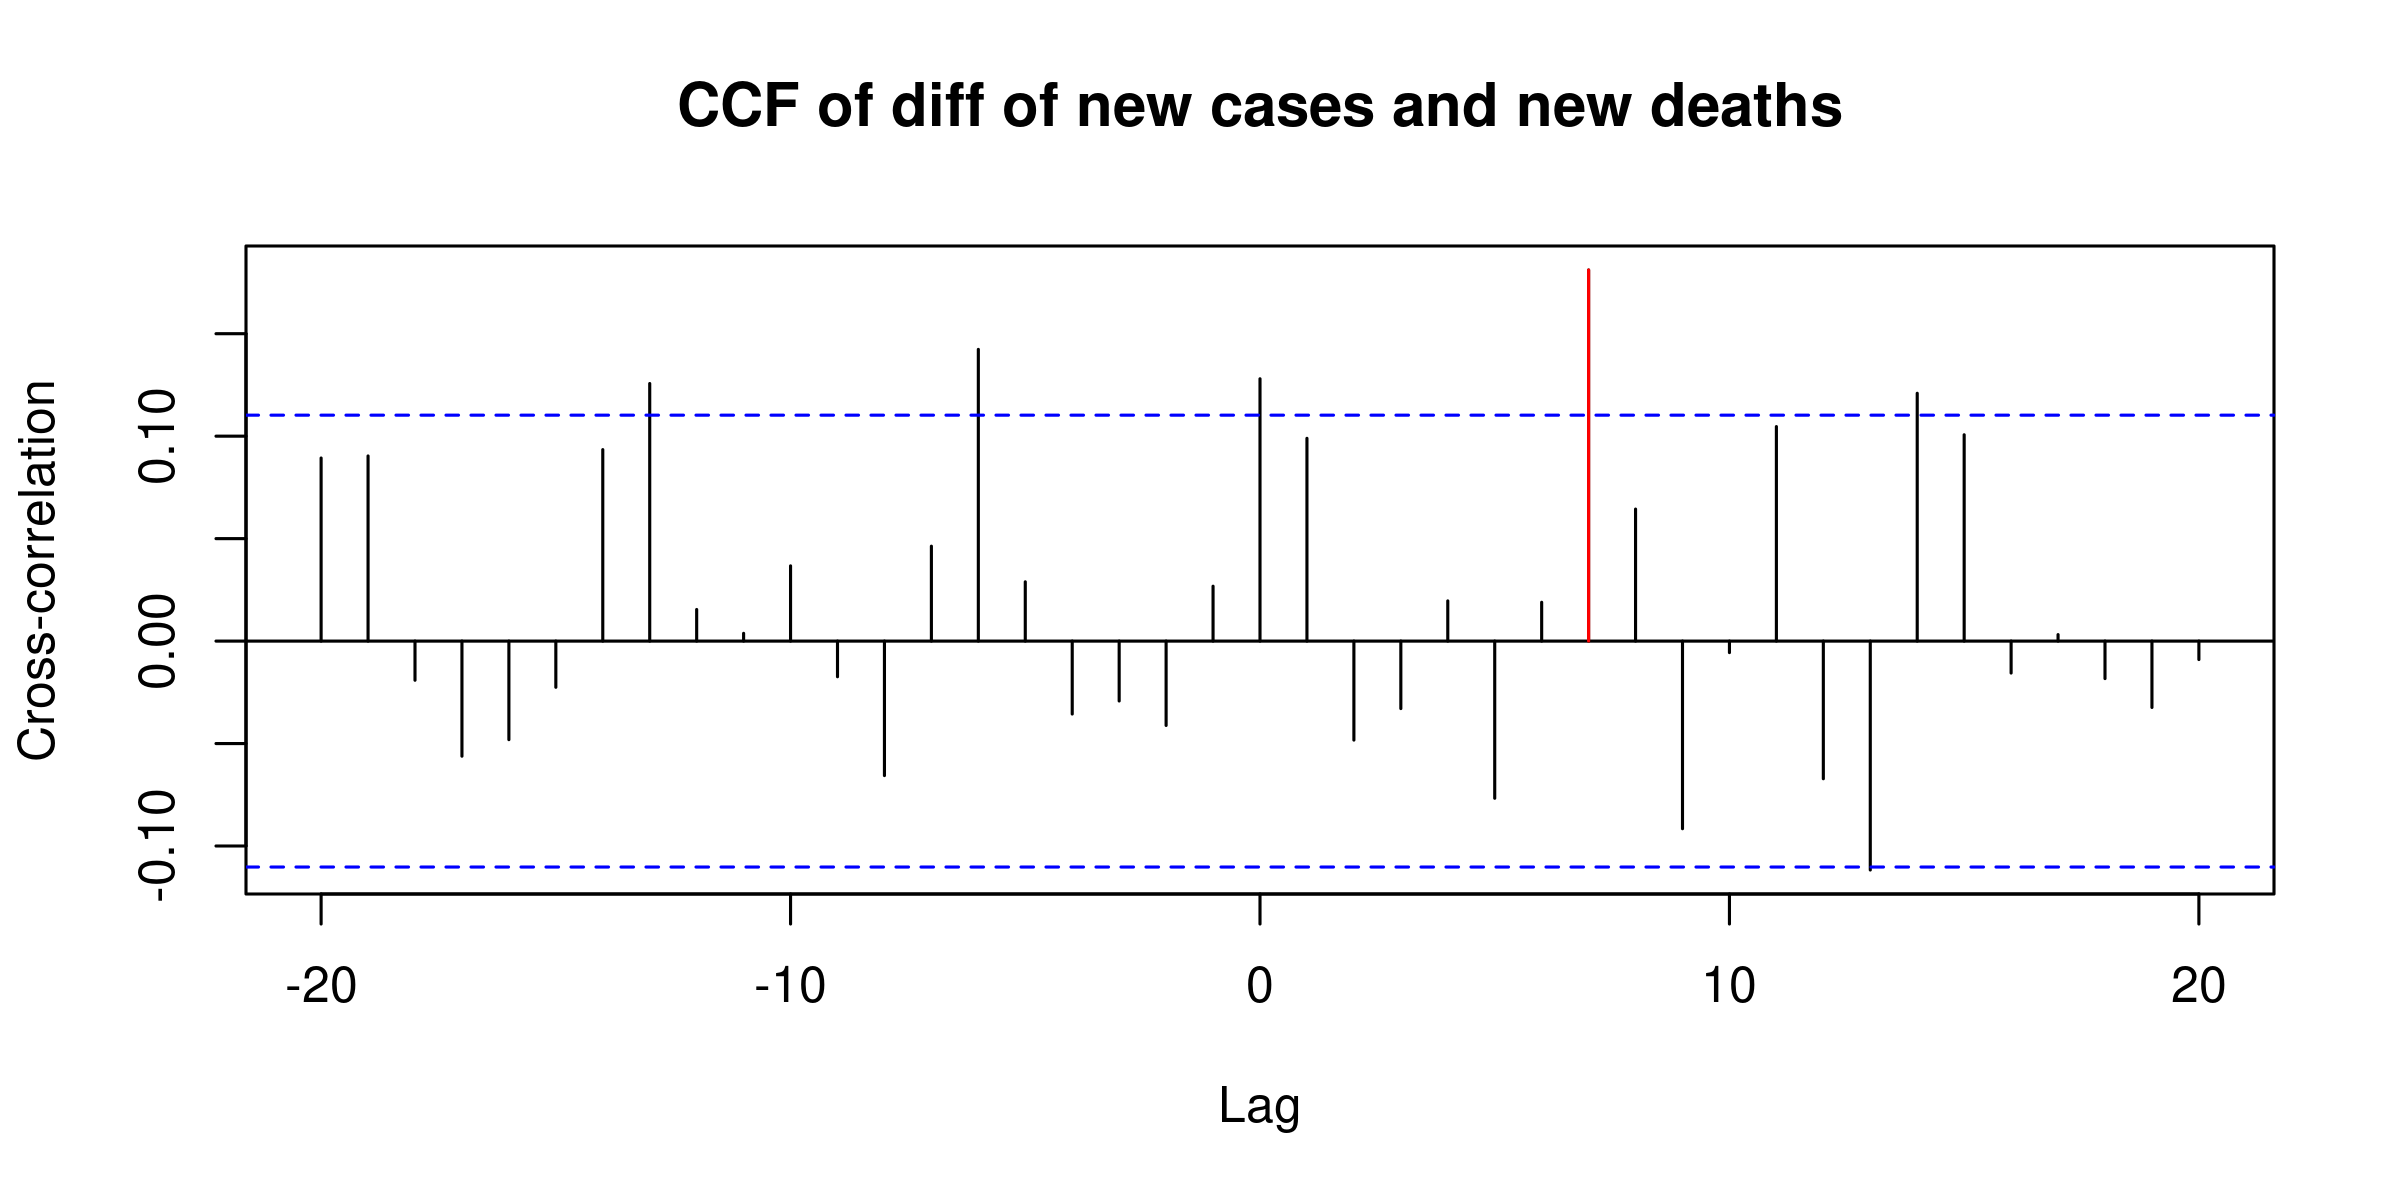 CCF of diff of new cases and new deaths
Cross-correlation
0.10
0.00
-0.10
-20 -10 0 10 20
Lag